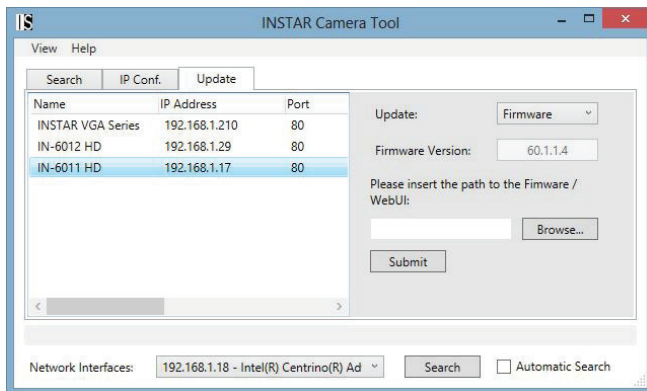 IS INSTAR Camera Tool
View Help
Search IP Conf. Update
Name IP Address Port
INSTAR VGA Series 192.168.1.210 80
IN-6012 HD 192.168.1.29 80
IN-6011 HD 192.168.1.17 80
Update: Firmware
Firmware Version: 60.1.1.4
Please insert the path to the Fimware /
WebUI:
Browse...
Submit
Network Interfaces: 192.168.1.18 - Intel(R) Centrino(R) Ad Search Automatic Search